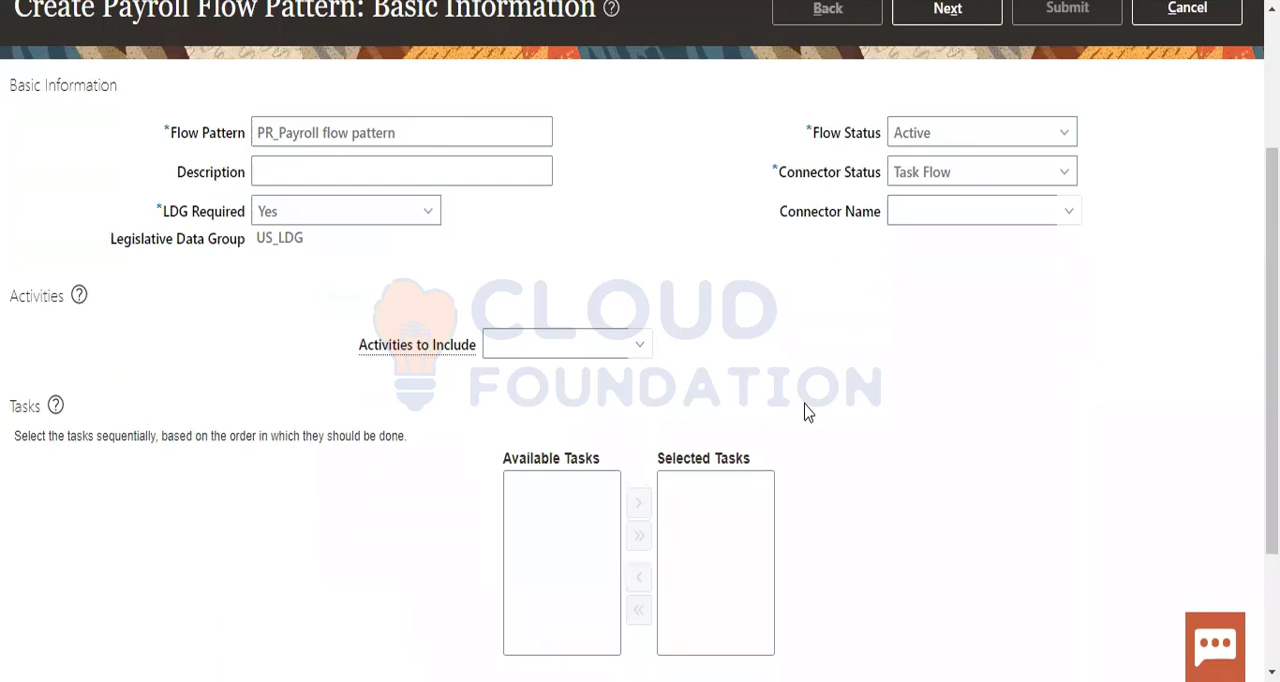 Create Payroll Flow Pattern: Basic Information ?
Back Next Submit Cancel
Basic Information
*Flow Pattern PR_Payroll flow pattern
*Flow Status Active
Description
*Connector Status Task Flow
*LDG Required Yes
Connector Name
Legislative Data Group US_LDG
Activities ?
Activities to Include
CLOUD
FOUNDATION
Tasks ?
Select the tasks sequentially, based on the order in which they should be done.
Available Tasks Selected Tasks